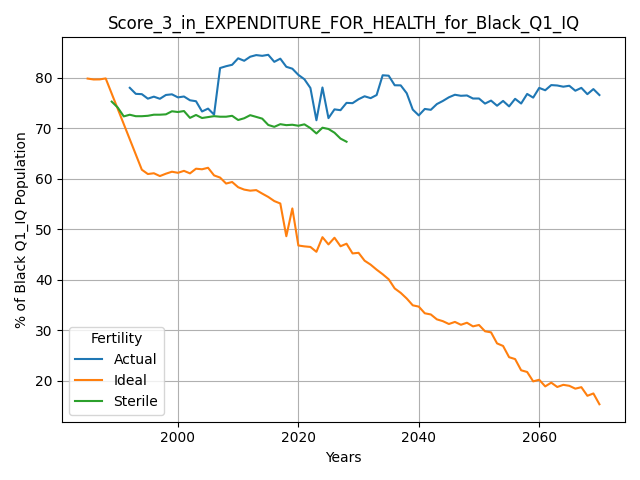 Score_3_in_EXPENDITURE_FOR_HEALTH_for_Black_Q1_IQ
% of Black Q1_IQ Population
80
70
60
50
40
30
20
Fertility
Actual
Ideal
Sterile
2000
2020
2040
2060
Years